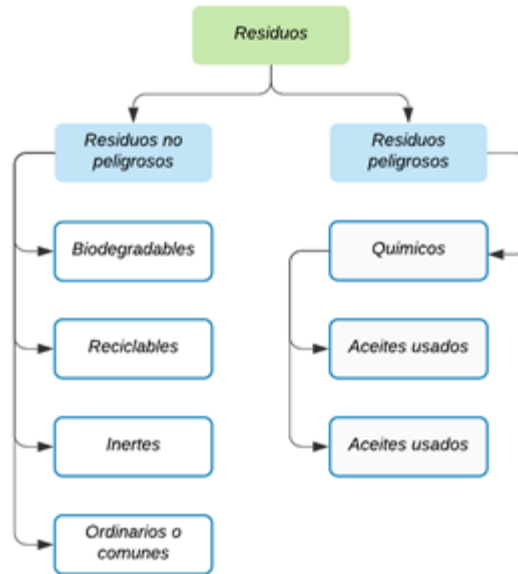 Residuos
Residuos no
peligrosos
Residuos
peligrosos
Biodegradables
Quimicos
Reciclables
Aceites usados
Inertes
Aceites usados
Ordinarios o
comunes